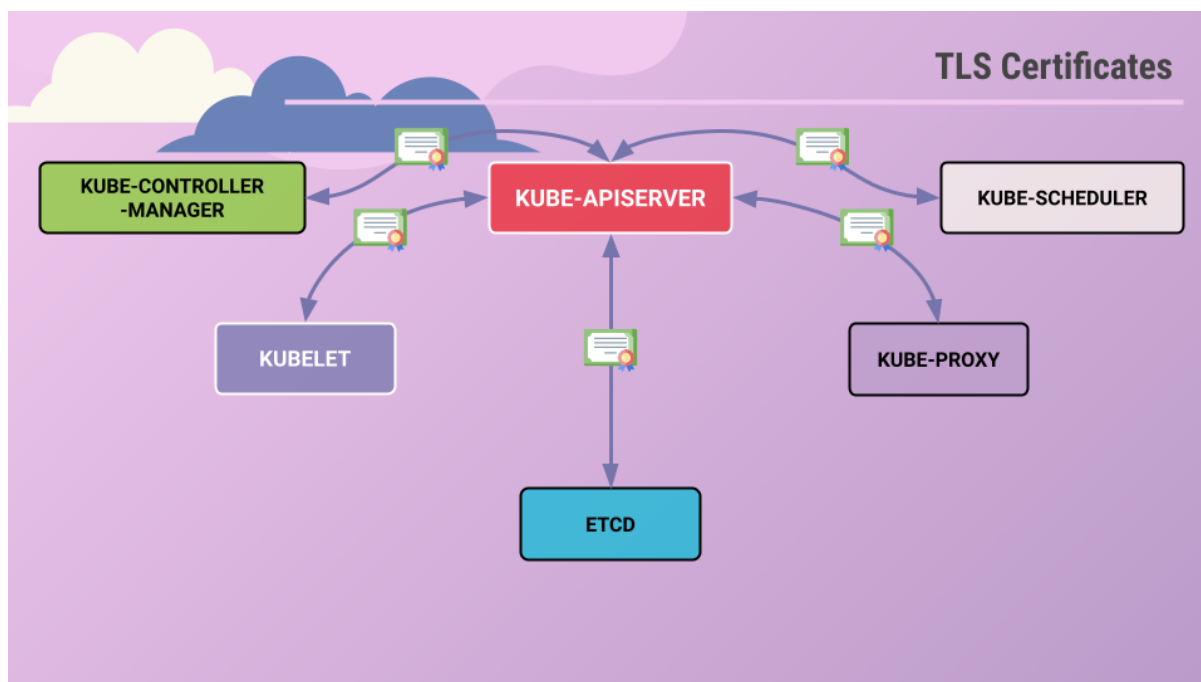 TLS Certificates
KUBE-CONTROLLER
-MANAGER
KUBE-APISERVER
KUBE-SCHEDULER
KUBELET
KUBE-PROXY
ETCD